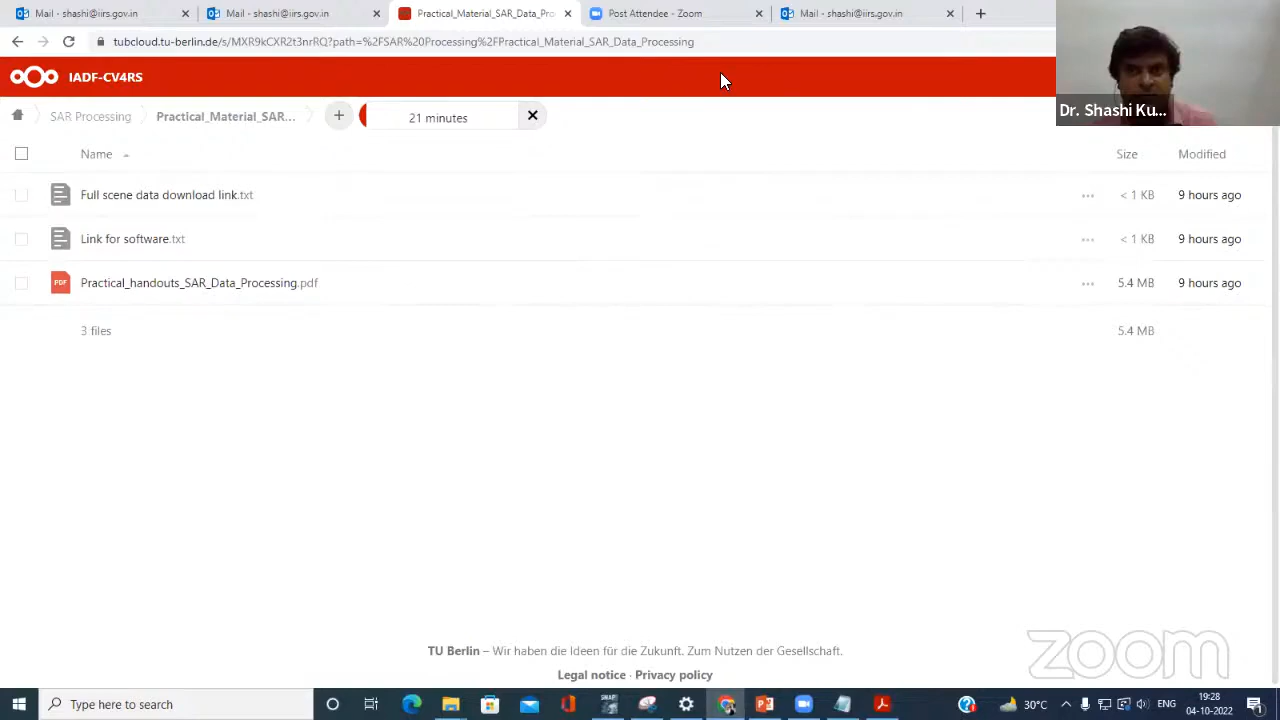 Mail - shashi@iirs.gov.in
Mail - shashi@iirs.gov.in
Practical_Material_SAR_Data_Pro
Post Attendee - Zoom
Mail - shashi@iirs.gov.in
tubcloud.tu-berlin.de/s/MXR9kCXR2t3nrRQ?path=%2FSAR%20Processing%2FPractical_Material_SAR_Data_Processing
IADF-CV4RS
Dr. Shashi Ku...
SAR Processing
Practical_Material_SAR...
21 minutes
Name
Size
Modified
Full scene data download link.txt
< 1 KB
9 hours ago
Link for software.txt
< 1 KB
9 hours ago
PDF
Practical_handouts_SAR_Data_Processing.pdf
5.4 MB
9 hours ago
3 files
5.4 MB
TU Berlin – Wir haben die Ideen für die Zukunft. Zum Nutzen der Gesellschaft.
Legal notice · Privacy policy
zoom
Type here to search
SNAP
30°C
ENG
19:28
04-10-2022